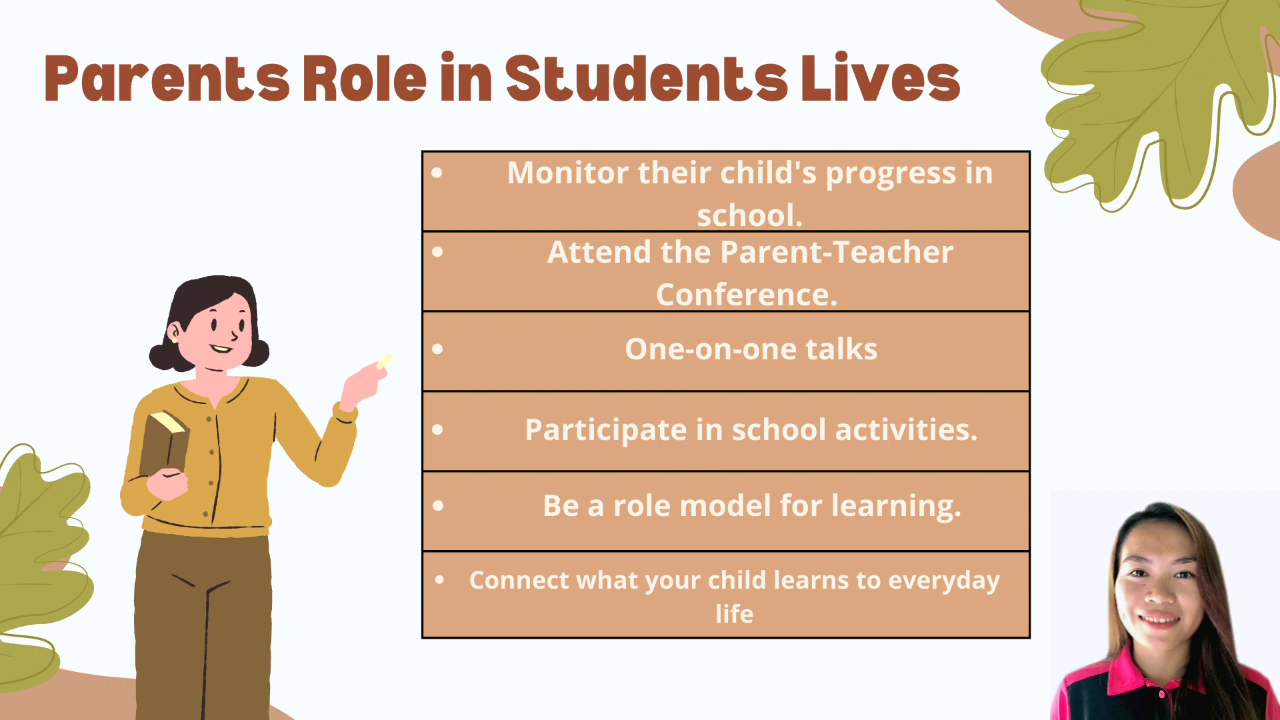 Parents Role in Students Lives
• Monitor their child's progress in
school.
• Attend the Parent-Teacher
Conference.
• One-on-one talks
• Participate in school activities.
• Be a role model for learning.
• Connect what your child learns to everyday
life